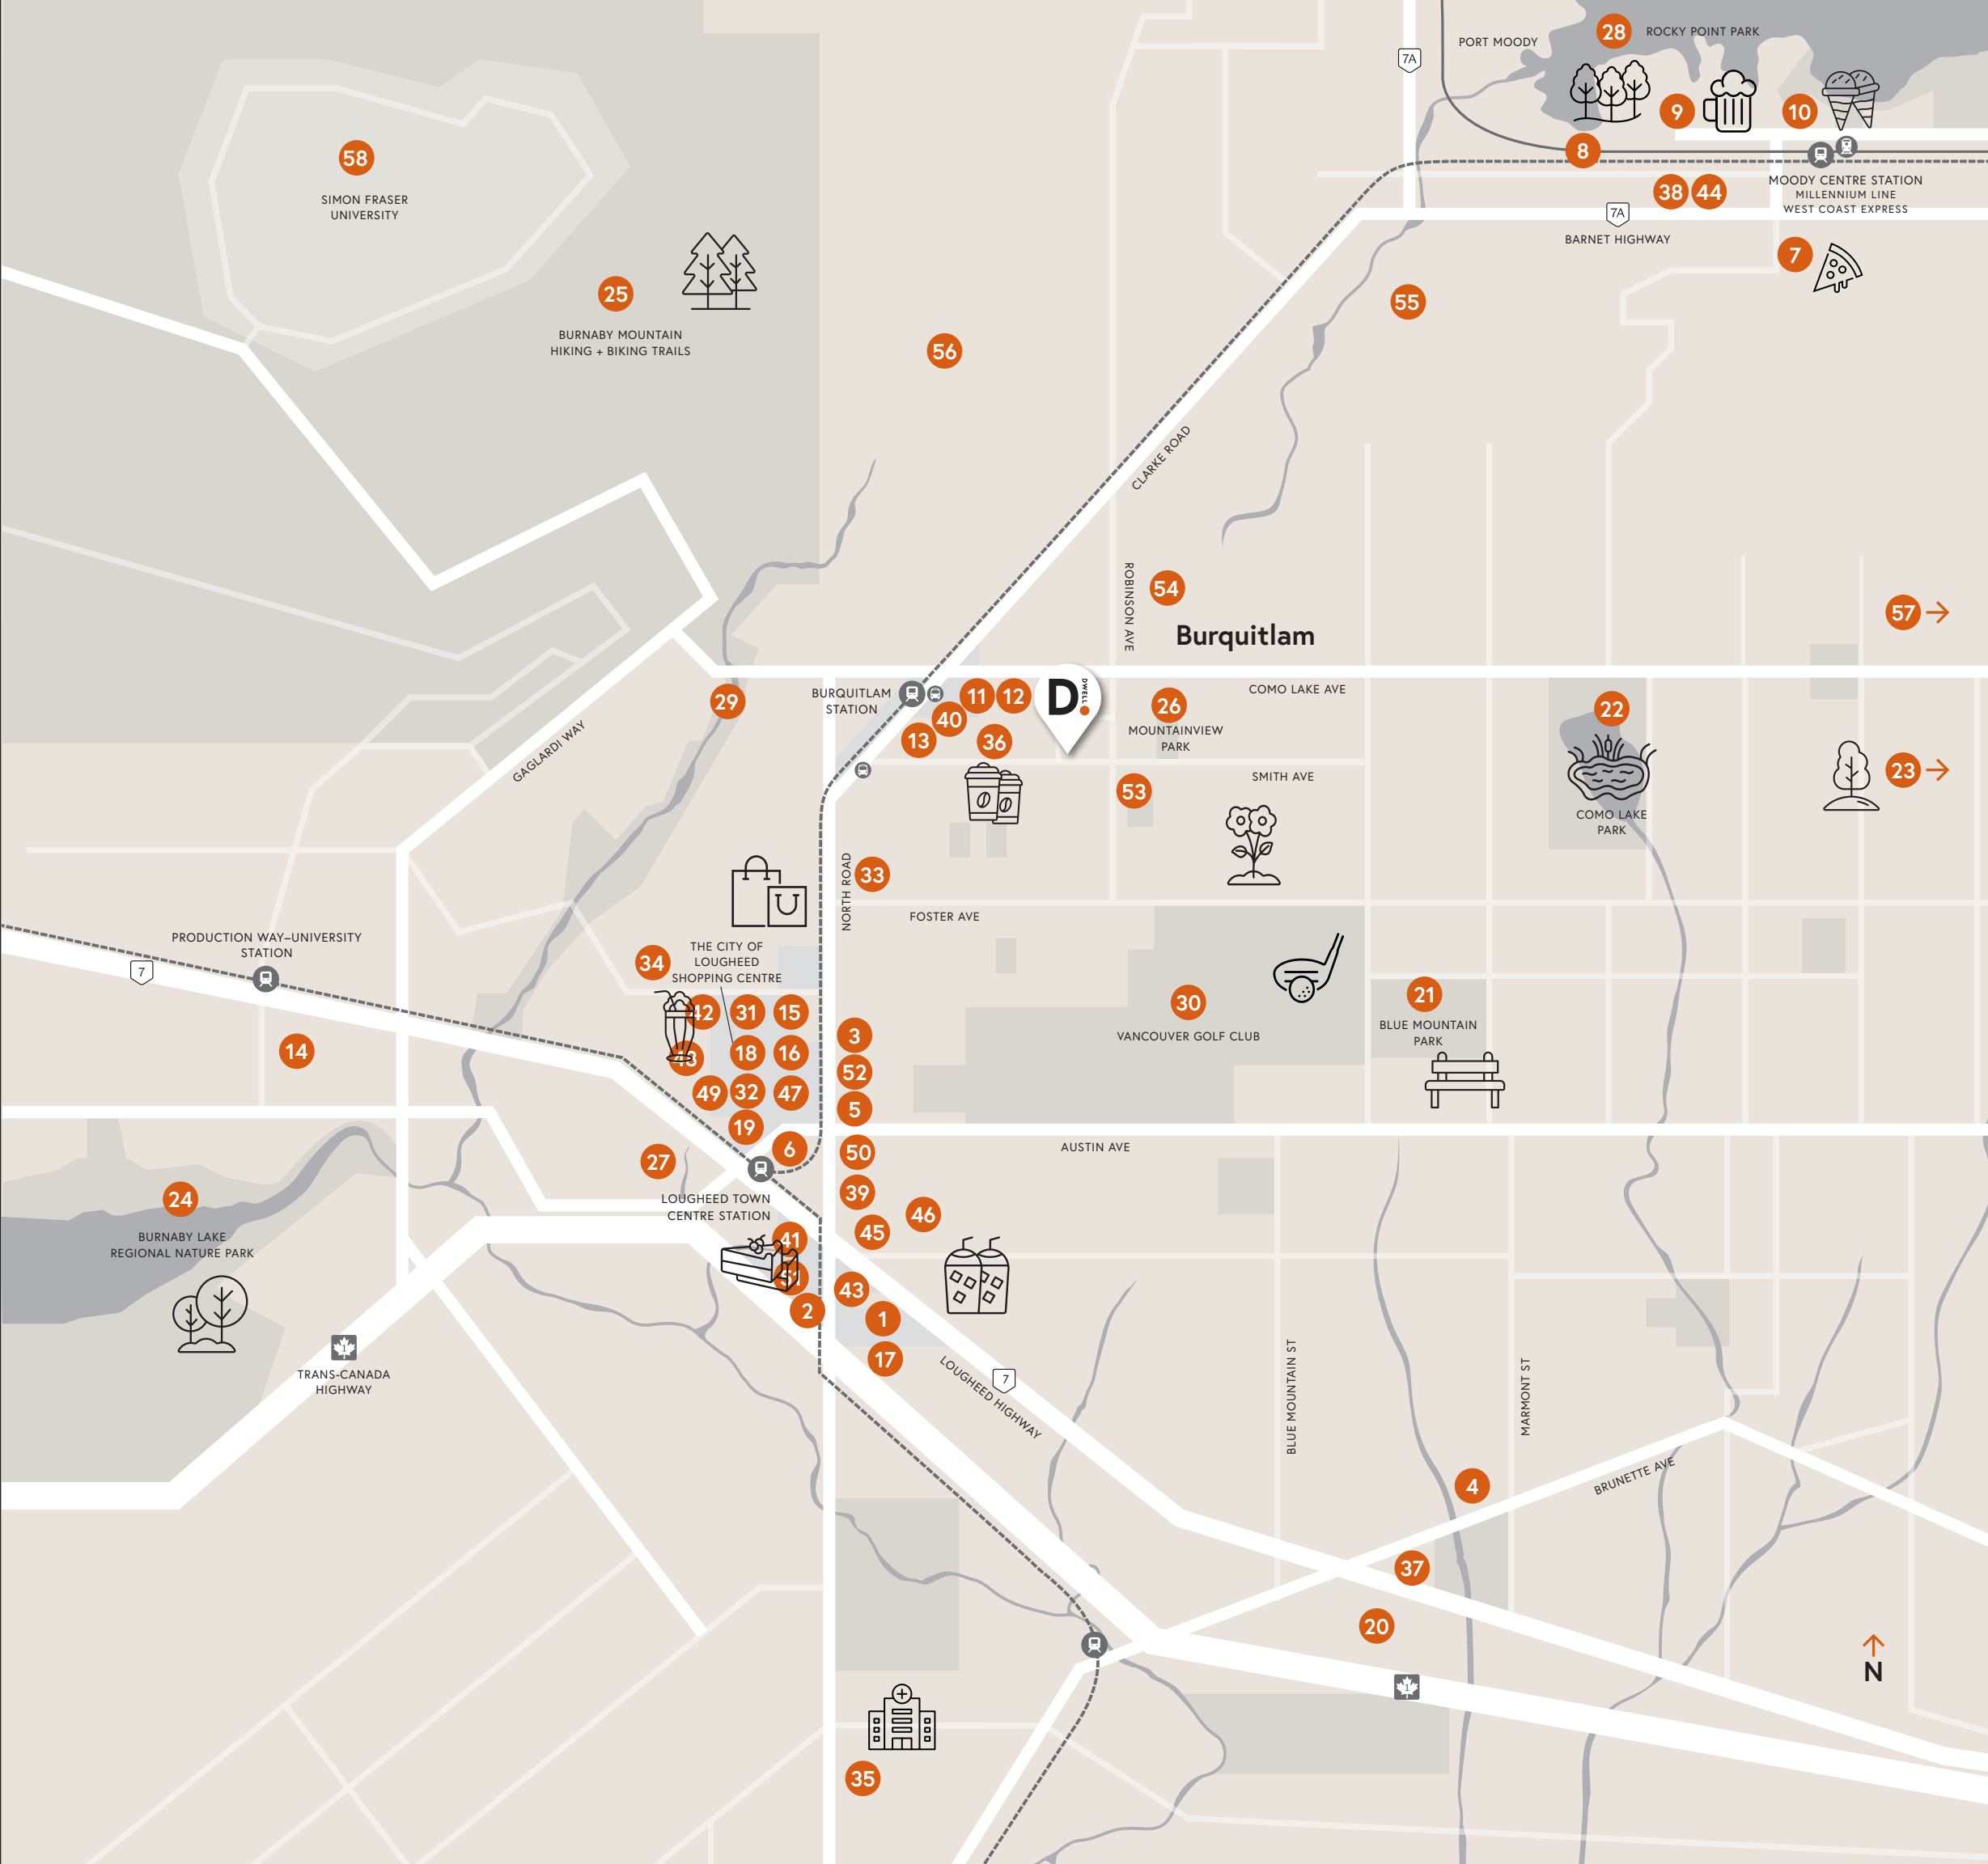 28
ROCKY POINT PARK
PORT MOODY
7A
9
10
8
58
SIMON FRASER
UNIVERSITY
38
44
MOODY CENTRE STATION
MILLENNIUM LINE
WEST COAST EXPRESS
7A
BARNET HIGHWAY
7
25
BURNABY MOUNTAIN
HIKING + BIKING TRAILS
55
56
CLARKE ROAD
ROBINSON AVE
54
57
Burquitlam
BURQUITLAM
STATION
11
12
D
DWELL
COMO LAKE AVE
29
40
26
MOUNTAINVIEW
PARK
22
13
36
GAGLARDI WAY
SMITH AVE
23
53
COMO LAKE
PARK
NORTH ROAD
33
FOSTER AVE
PRODUCTION WAY–UNIVERSITY
STATION
7
34
THE CITY OF
LOUGHEED
SHOPPING CENTRE
30
VANCOUVER GOLF CLUB
21
BLUE MOUNTAIN
PARK
42
31
15
3
14
48
18
16
52
49
32
47
5
19
6
50
AUSTIN AVE
27
24
BURNABY LAKE
REGIONAL NATURE PARK
LOUGHEED TOWN
CENTRE STATION
39
46
45
41
51
43
2
1
17
1
TRANS-CANADA
HIGHWAY
LOUGHEED HIGHWAY
7
BLUE MOUNTAIN ST
MARMONT ST
4
BRUNETTE AVE
37
20
N
1
35